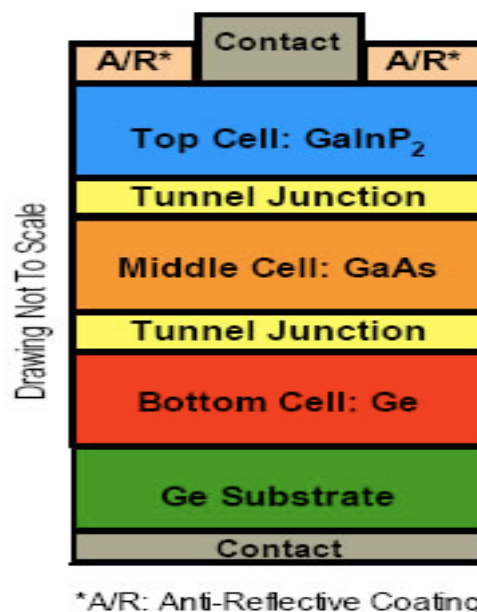 Contact
A/R* A/R*
Top Cell: GaInP₂
Tunnel Junction
Middle Cell: GaAs
Tunnel Junction
Bottom Cell: Ge
Ge Substrate
Contact
Drawing Not To Scale
*A/R: Anti-Reflective Coating